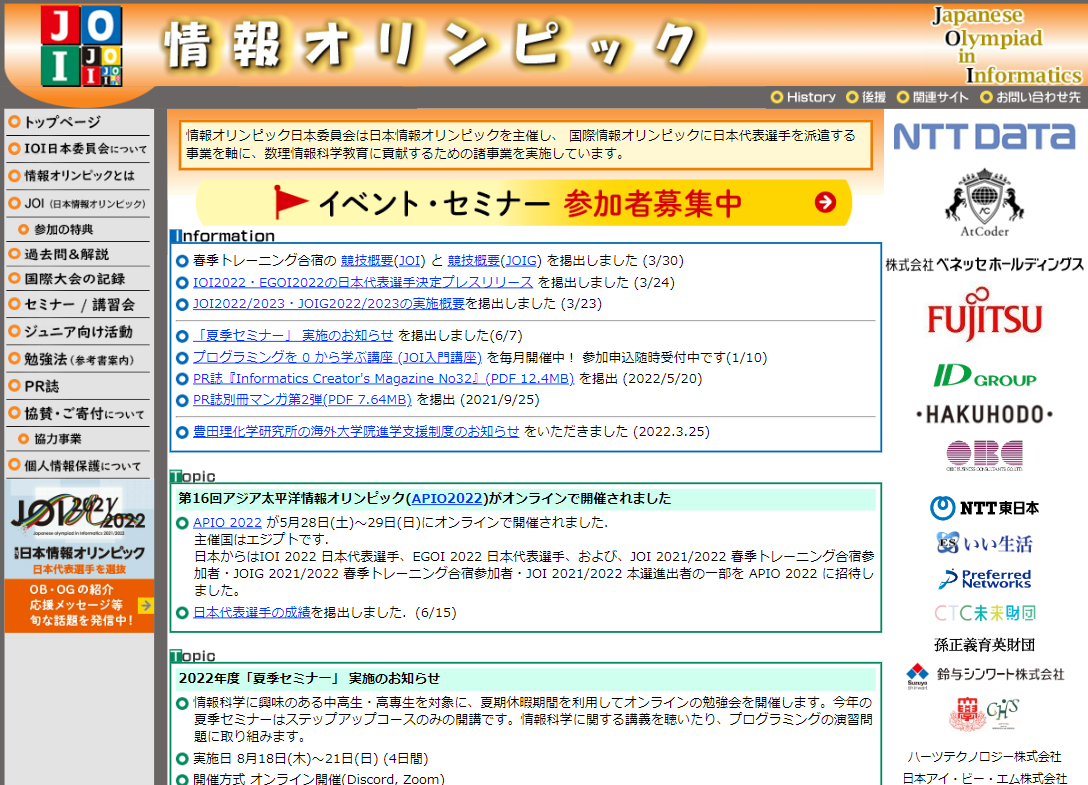 JOI
JOI
JOI
情報オリンピック
Japanese
Olympiad
in
Informatics
History
後援
関連サイト
お問い合わせ先
トップページ
IOI日本委員会について
情報オリンピックとは
JOI (日本情報オリンピック)
参加の特典
過去問&解説
国際大会の記録
セミナー / 講習会
ジュニア向け活動
勉強法(参考書案内)
PR誌
協賛・ご寄付について
協力事業
個人情報保護について
JOI 2021/2022
Japanese olympiad in Informatics 2021/2022
日本情報オリンピック
日本代表選手を選抜
OB・OGの紹介
応援メッセージ等
旬な話題を発信中!
情報オリンピック日本委員会は日本情報オリンピックを主催し、 国際情報オリンピックに日本代表選手を派遣する
事業を軸に、数理情報科学教育に貢献するための諸事業を実施しています。
イベント・セミナー 参加者募集中
Information
春季トレーニング合宿の 競技概要(JOI) と 競技概要(JOIG) を掲出しました (3/30)
IOI2022・EGOI2022の日本代表選手決定プレスリリース を掲出しました (3/24)
JOI2022/2023・JOIG2022/2023の実施概要を掲出しました (3/23)
「夏季セミナー」 実施のお知らせ を掲出しました(6/7)
プログラミングを 0 から学ぶ講座 (JOI入門講座) を毎月開催中! 参加申込随時受付中です(1/10)
PR誌『Informatics Creator's Magazine No32』(PDF 12.4MB) を掲出 (2022/5/20)
PR誌別冊マンガ第2弾(PDF 7.64MB) を掲出 (2021/9/25)
豊田理化学研究所の海外大学院進学支援制度のお知らせ をいただきました (2022.3.25)
Topic
第16回アジア太平洋情報オリンピック(APIO2022)がオンラインで開催されました
APIO 2022 が5月28日(土)~29日(日)にオンラインで開催されました.
主催国はエジプトです.
日本からはIOI 2022 日本代表選手、EGOI 2022 日本代表選手、および、JOI 2021/2022 春季トレーニング合宿参
加者・JOIG 2021/2022 春季トレーニング合宿参加者・JOI 2021/2022 本選進出者の一部を APIO 2022 に招待し
ました。
日本代表選手の成績を掲出しました. (6/15)
Topic
2022年度「夏季セミナー」 実施のお知らせ
情報科学に興味のある中高生・高専生を対象に、夏期休暇期間を利用してオンラインの勉強会を開催します。今年の
夏季セミナーはステップアップコースのみの開講です。情報科学に関する講義を聴いたり、プログラミングの演習問
題に取り組みます。
実施日 8月18日(木)~21日(日) (4日間)
開催方式 オンライン開催(Discord, Zoom)
NTT DATA
AC
AtCoder
株式会社ベネッセホールディングス
FUJITSU
ID GROUP
・HAKUHODO・
OBC
NTT東日本
ES いい生活
Preferred
Networks
CTC未来財団
孫正義育英財団
鈴与シンワート株式会社
CHS
ハーツテクノロジー株式会社
日本アイ・ビー・エム株式会社